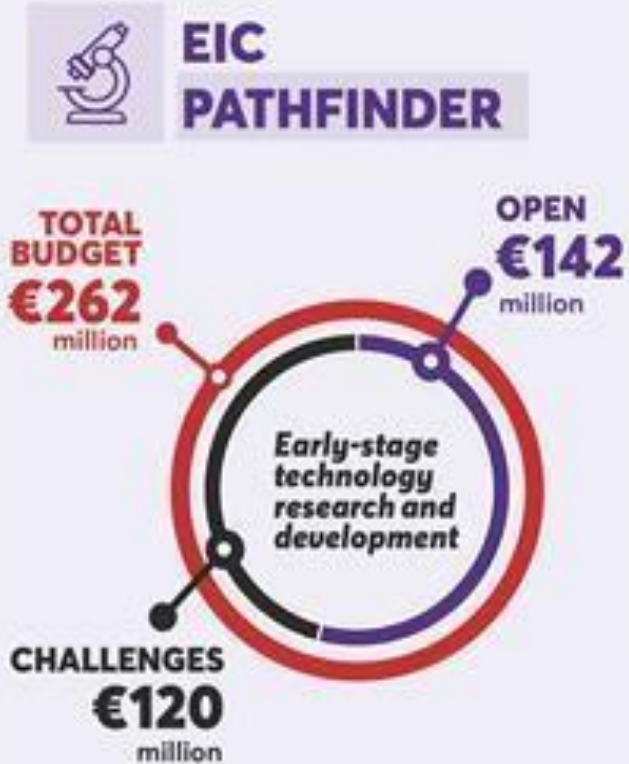 EIC
PATHFINDER
TOTAL
BUDGET
€262
million
OPEN
€142
million
Early-stage
technology
research and
development
CHALLENGES
€120
million